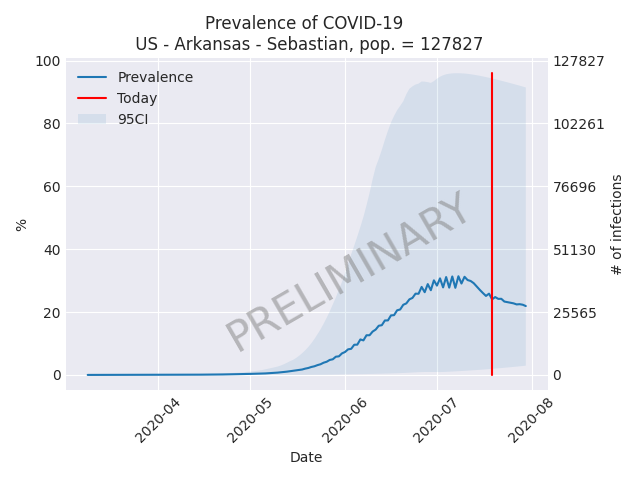 Prevalence of COVID-19
US - Arkansas - Sebastian, pop. = 127827
100
80
60
40
20
0
%
Prevalence
Today
95CI
PRELIMINARY
127827
102261
76696
51130
25565
0
# of infections
2020-04
2020-05
2020-06
2020-07
2020-08
Date